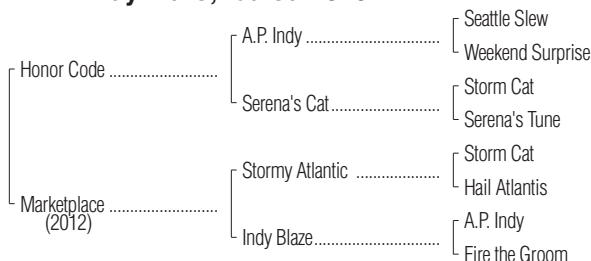 A.P. Indy
Seattle Slew
Weekend Surprise
Honor Code
Serena's Cat
Storm Cat
Serena's Tune
Marketplace
(2012)
Stormy Atlantic
Storm Cat
Hail Atlantis
Indy Blaze
A.P. Indy
Fire the Groom